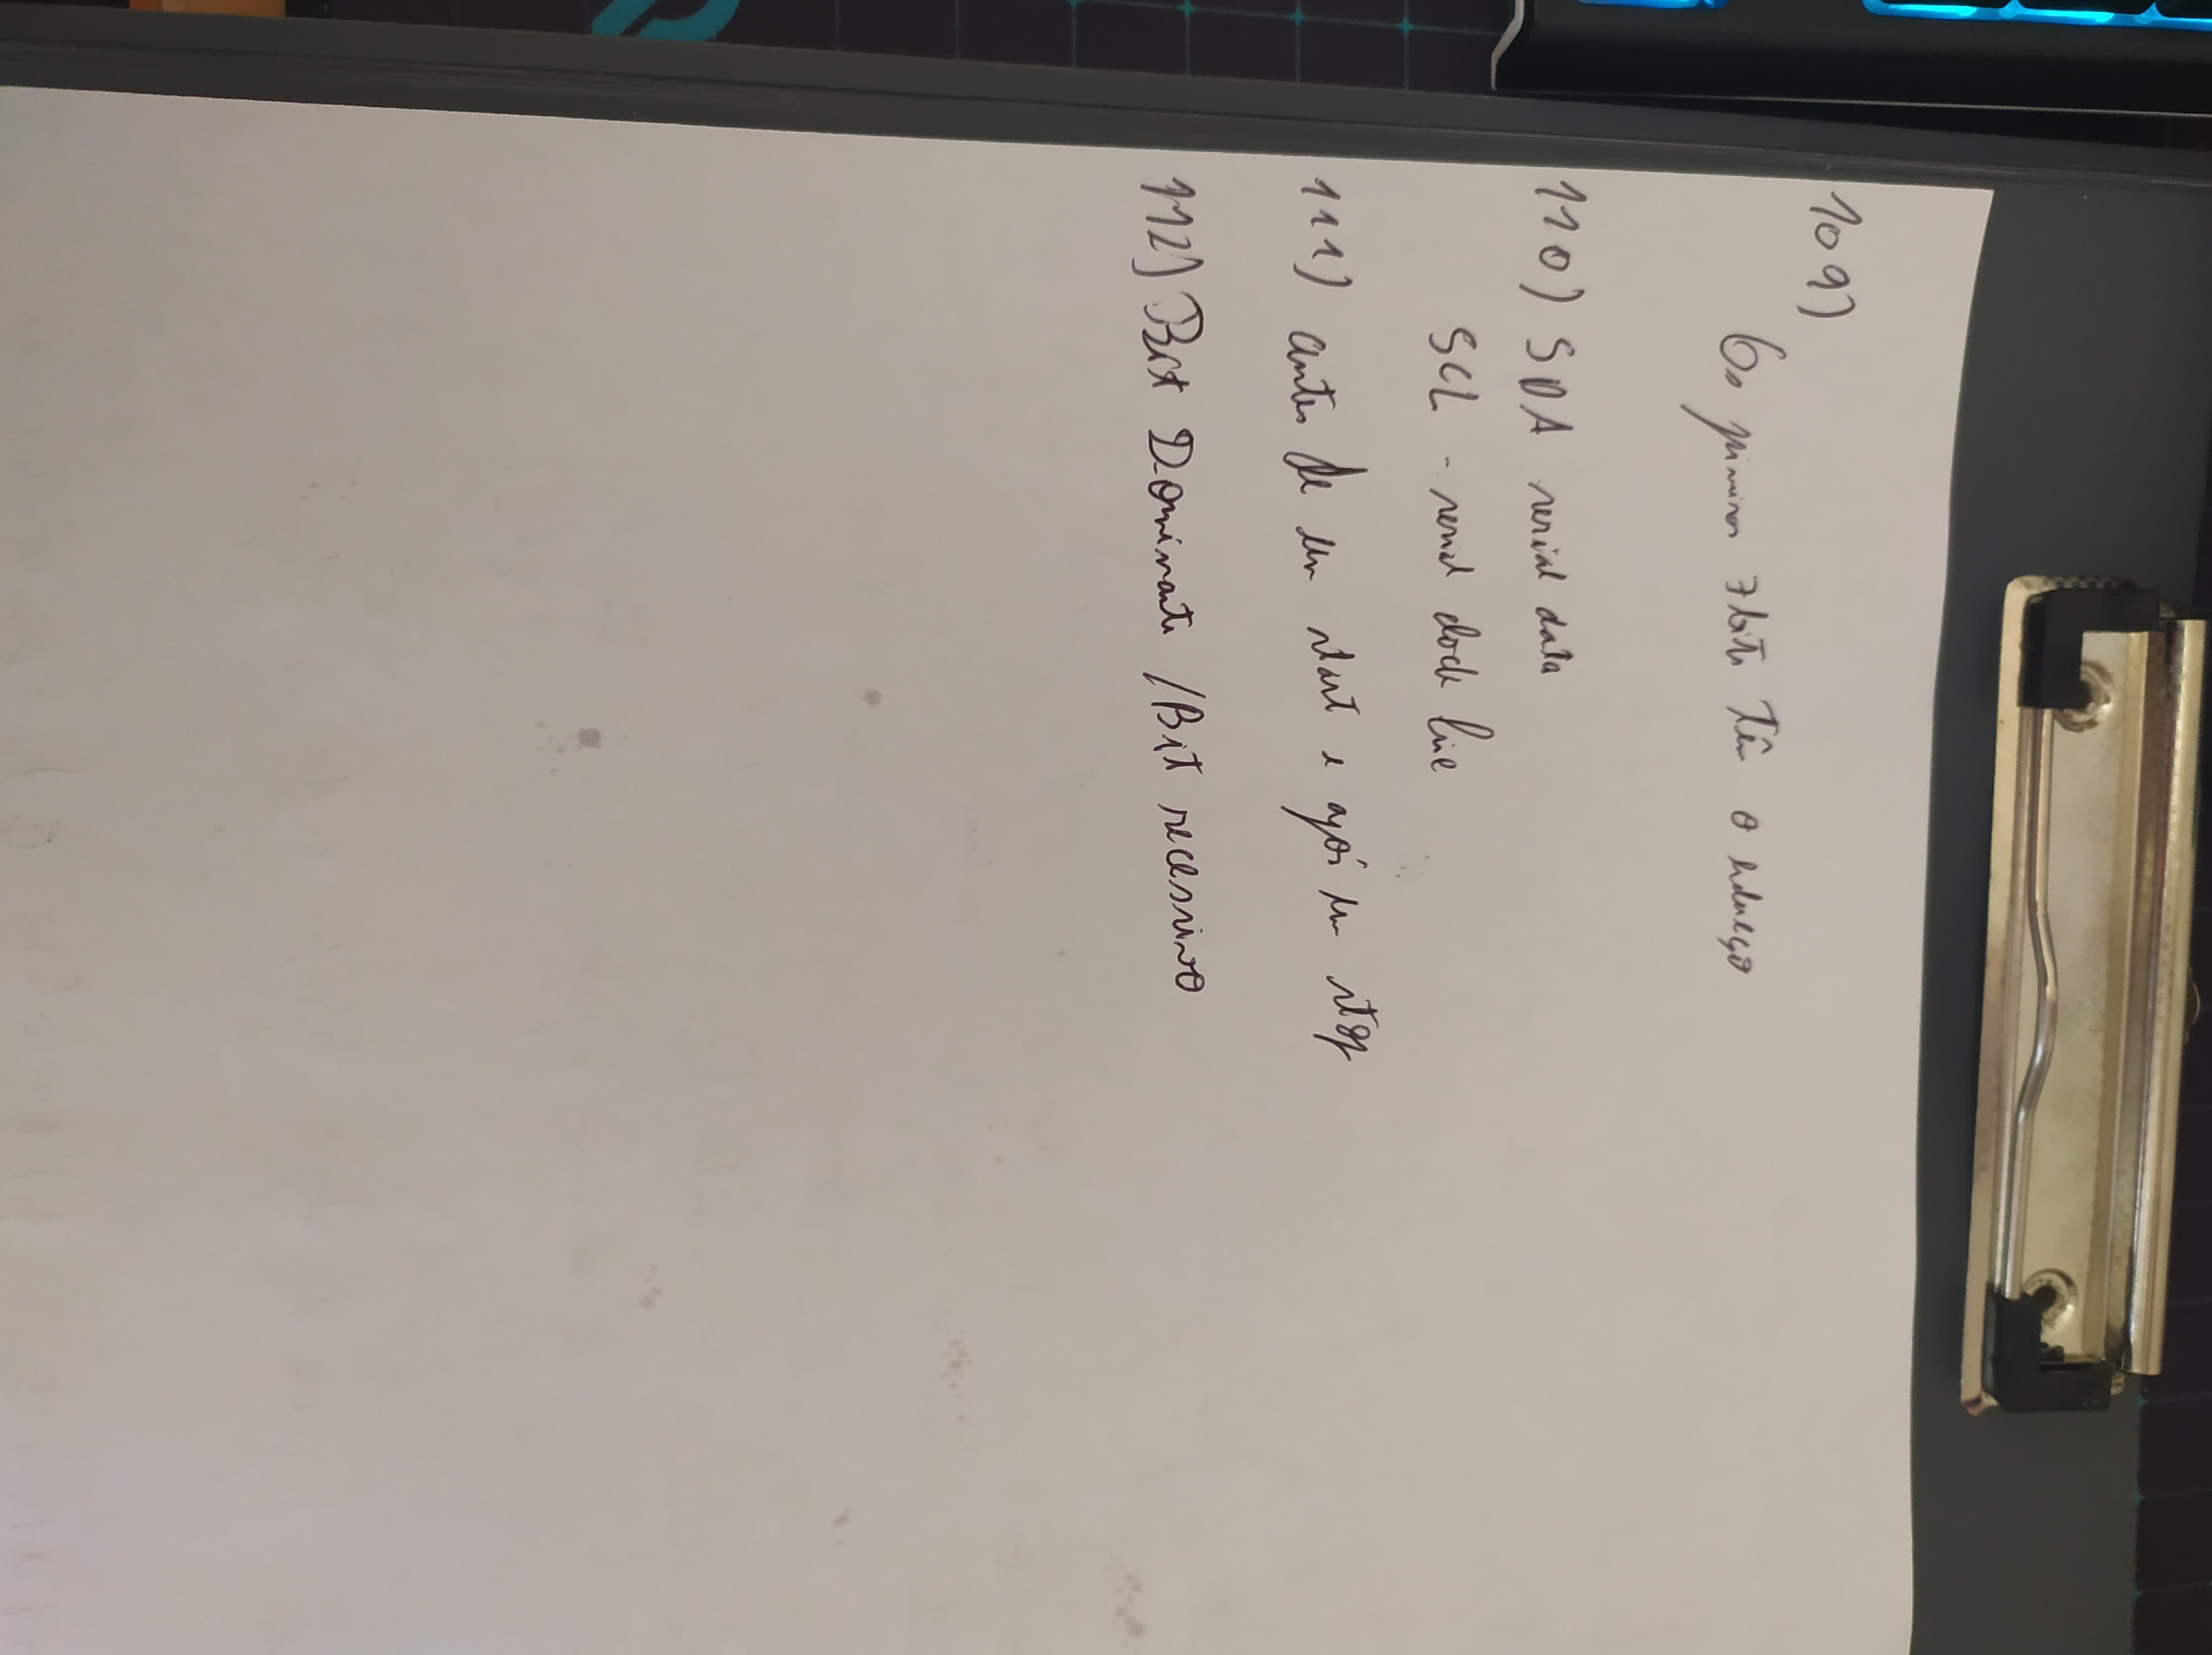 109)
Os primeiros 7 bits têm o endereço
110) SDA serial data
SCL - serial clock line
111) antes de um start e após um stop
112) Bit Dominante / Bit recessivo